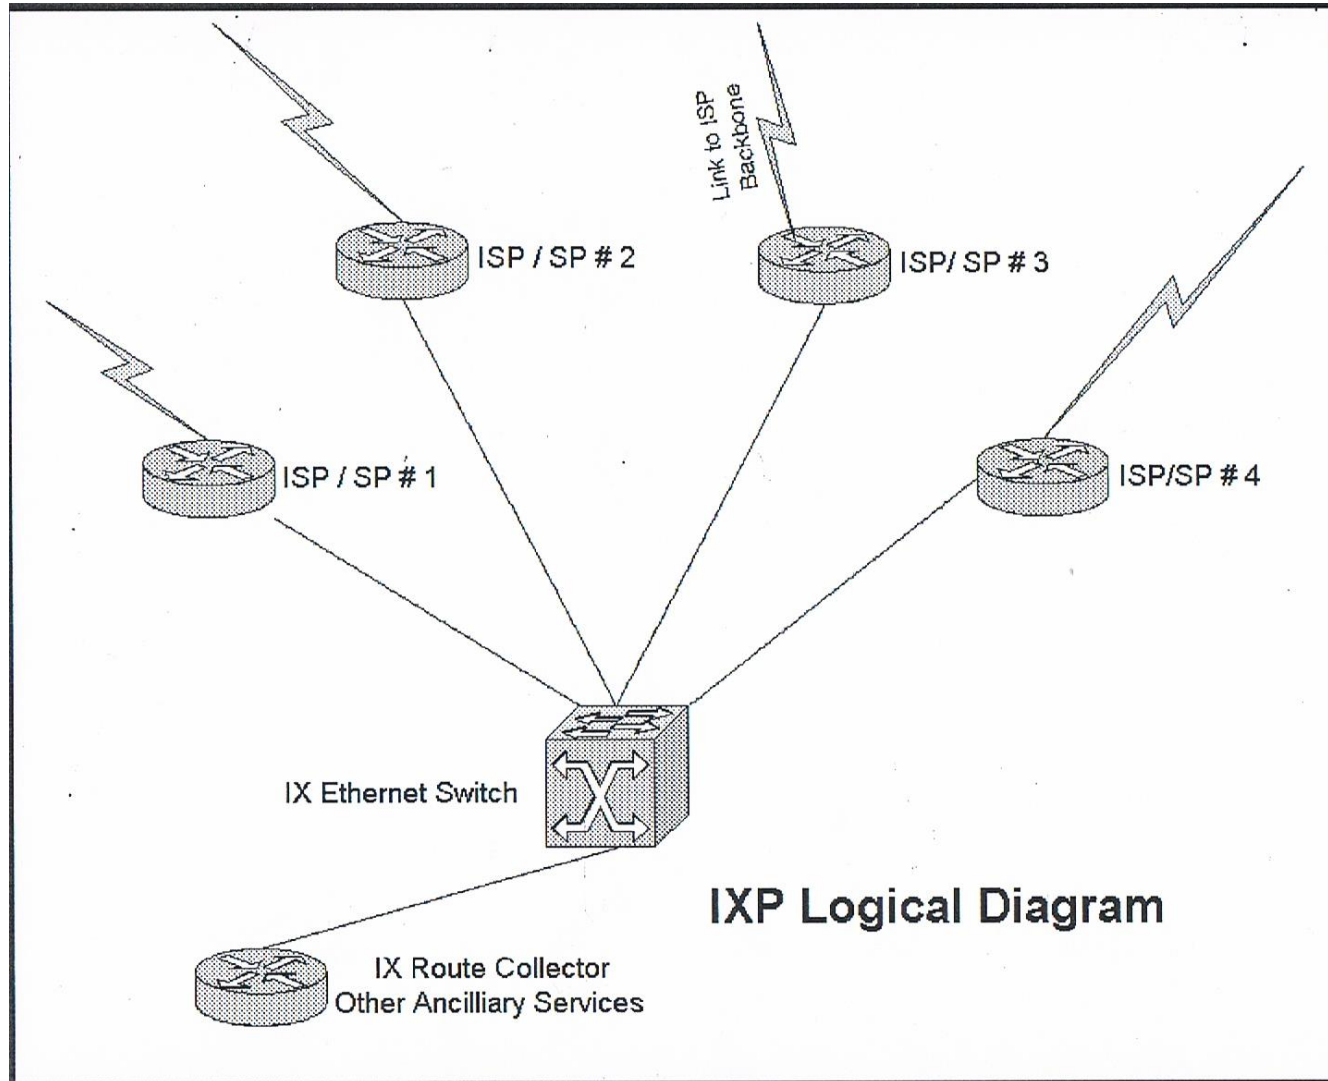 Link to ISP
Backbone
ISP / SP # 2
ISP/ SP # 3
ISP / SP # 1
ISP/SP # 4
IX Ethernet Switch
IXP Logical Diagram
IX Route Collector
Other Ancilliary Services